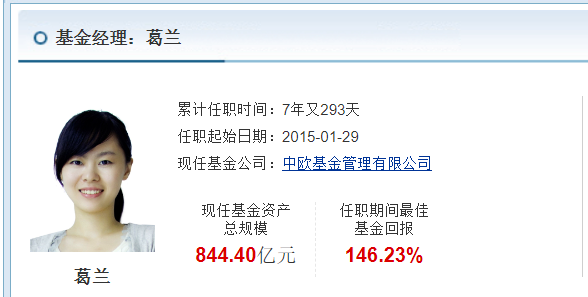 基金经理：葛兰
累计任职时间：7年又293天
任职起始日期：2015-01-29
现任基金公司：中欧基金管理有限公司
现任基金资产
总规模
844.40亿元
任职期间最佳
基金回报
146.23%
葛兰